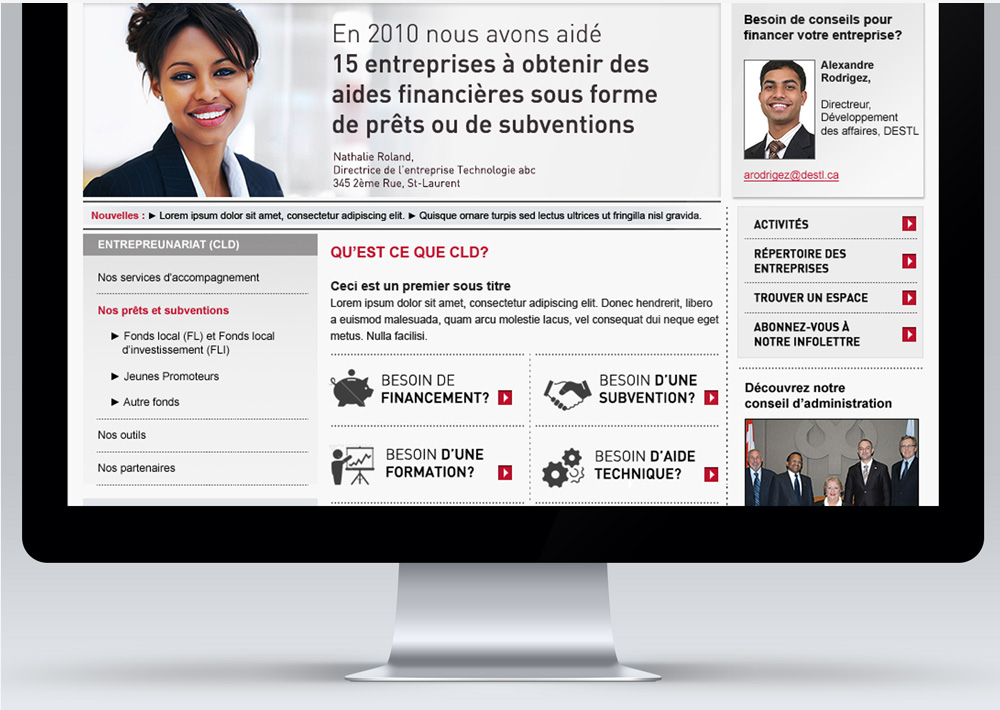 En 2010 nous avons aidé
15 entreprises à obtenir des
aides financières sous forme
de prêts ou de subventions
Nathalie Roland,
Directrice de l'entreprise Technologie abc
345 2ème Rue, St-Laurent
Besoin de conseils pour
financer votre entreprise?
Alexandre
Rodrigez,
Directreur,
Développement
des affaires, DESTL
arodrigez@destl.ca
Nouvelles : ► Lorem ipsum dolor sit amet, consectetur adipiscing elit. ► Quisque ornare turpis sed lectus ultrices ut fringilla nisl gravida.
ENTREPREUNARIAT (CLD)
Nos services d'accompagnement
Nos prêts et subventions
► Fonds local (FL) et Fonds local
d'investissement (FLI)
► Jeunes Promoteurs
► Autre fonds
Nos outils
Nos partenaires
QU'EST CE QUE CLD?
Ceci est un premier sous titre
Lorem ipsum dolor sit amet, consectetur adipiscing elit. Donec hendrerit, libero
a euismod malesuada, quam arcu molestie lacus, vel consequat dui neque eget
metus. Nulla facilisi.
BESOIN DE
FINANCEMENT?
BESOIN D'UNE
SUBVENTION?
BESOIN D'UNE
FORMATION?
BESOIN D'AIDE
TECHNIQUE?
ACTIVITÉS
RÉPERTOIRE DES
ENTREPRISES
TROUVER UN ESPACE
ABONNEZ-VOUS À
NOTRE INFOLETTRE
Découvrez notre
conseil d'administration